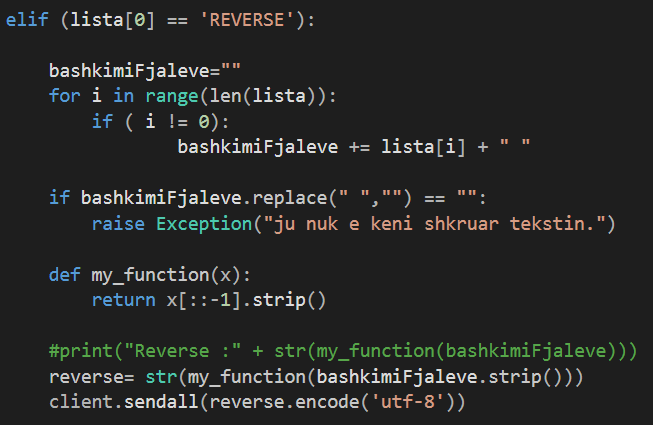 elif (lista[0] == 'REVERSE'):
bashkimiFjaleve=""
for i in range(len(lista)):
if ( i != 0):
bashkimiFjaleve += lista[i] + " "
if bashkimiFjaleve.replace(" ","") == "":
raise Exception("ju nuk e keni shkruar tekstin.")
def my_function(x):
return x[::-1].strip()
#print("Reverse :" + str(my_function(bashkimiFjaleve)))
reverse= str(my_function(bashkimiFjaleve.strip()))
client.sendall(reverse.encode('utf-8'))